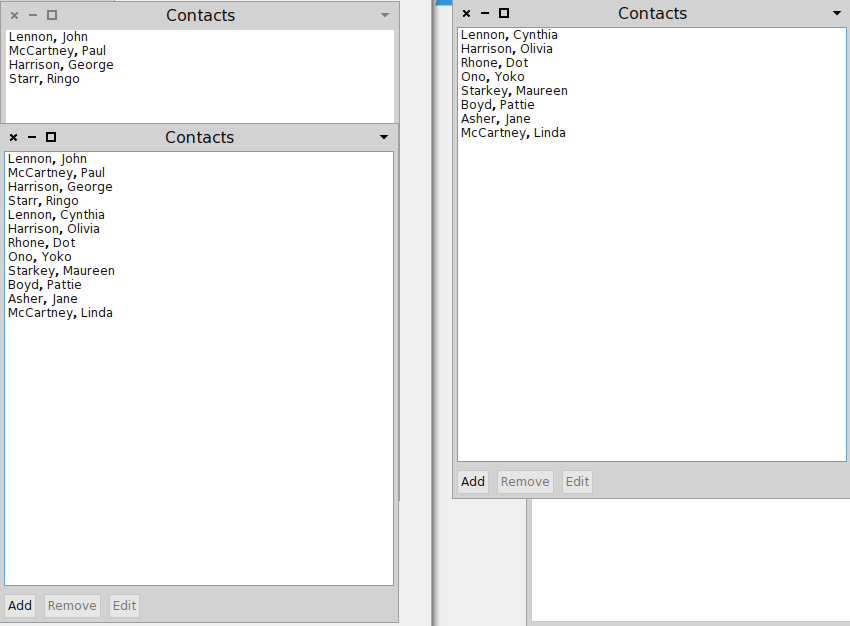 Contacts
Lennon, John
McCartney, Paul
Harrison, George
Starr, Ringo
Contacts
Lennon, John
McCartney, Paul
Harrison, George
Starr, Ringo
Lennon, Cynthia
Harrison, Olivia
Rhone, Dot
Ono, Yoko
Starkey, Maureen
Boyd, Pattie
Asher, Jane
McCartney, Linda
Add Remove Edit
Contacts
Lennon, Cynthia
Harrison, Olivia
Rhone, Dot
Ono, Yoko
Starkey, Maureen
Boyd, Pattie
Asher, Jane
McCartney, Linda
Add Remove Edit